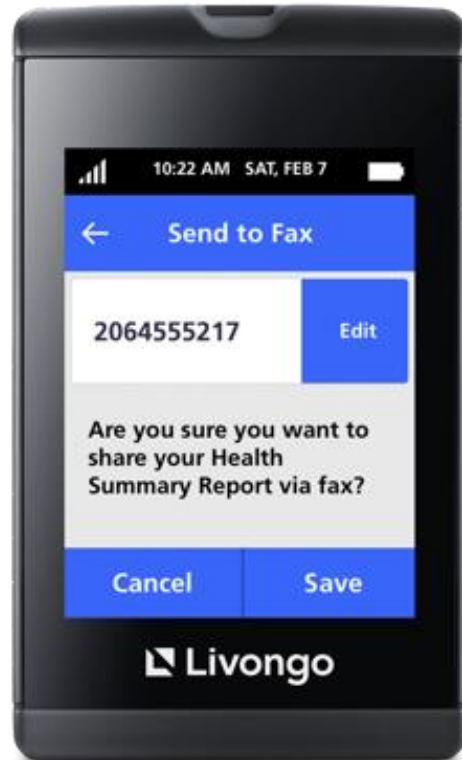 10:22 AM SAT, FEB 7
Send to Fax
2064555217 Edit
Are you sure you want to
share your Health
Summary Report via fax?
Cancel Save
Livongo